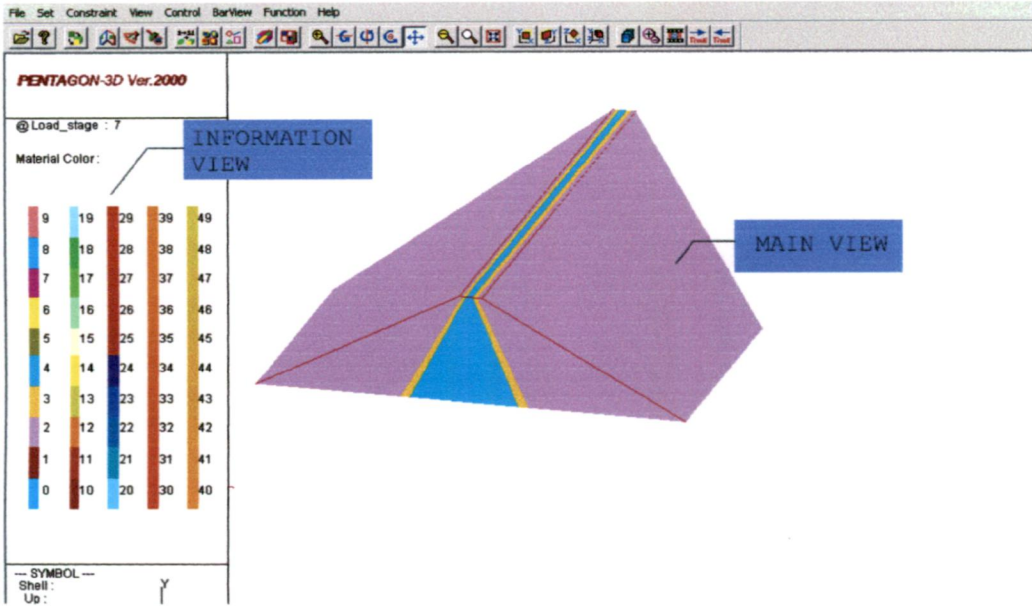 File Set Constraint View Control BarView Function Help
PENTAGON-3D Ver.2000
@Load_stage : 7
Material Color :
INFORMATION
VIEW
MAIN VIEW
9 19 29 39 49
8 18 28 38 48
7 17 27 37 47
6 16 26 36 46
5 15 25 35 45
4 14 24 34 44
3 13 23 33 43
2 12 22 32 42
1 11 21 31 41
0 10 20 30 40
--- SYMBOL ---
Shell :
Up :
Y